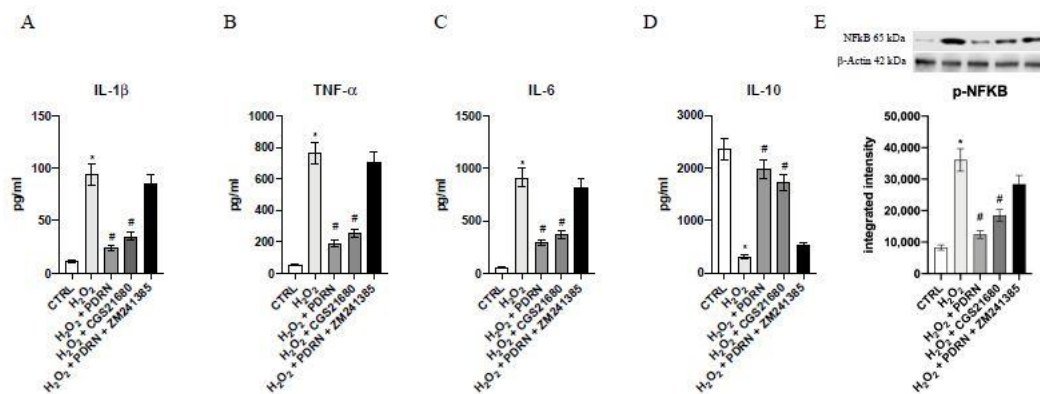 A
B
C
D
E
NFkB 65 kDa
β-Actin 42 kDa
IL-1β
TNF-α
IL-6
IL-10
p-NFKB
pg/ml
150
100
50
0
*
#
#
CTRL
H₂O₂
H₂O₂ + PDRN
H₂O₂ + CGS21680
H₂O₂ + PDRN + ZM241385
pg/ml
1000
800
600
400
200
0
*
#
#
CTRL
H₂O₂
H₂O₂ + PDRN
H₂O₂ + CGS21680
H₂O₂ + PDRN + ZM241385
pg/ml
1500
1000
500
0
*
#
#
CTRL
H₂O₂
H₂O₂ + PDRN
H₂O₂ + CGS21680
H₂O₂ + PDRN + ZM241385
pg/ml
3000
2000
1000
0
*
#
#
CTRL
H₂O₂
H₂O₂ + PDRN
H₂O₂ + CGS21680
H₂O₂ + PDRN + ZM241385
integrated intensity
50,000
40,000
30,000
20,000
10,000
0
*
#
#
CTRL
H₂O₂
H₂O₂ + PDRN
H₂O₂ + CGS21680
H₂O₂ + PDRN + ZM241385